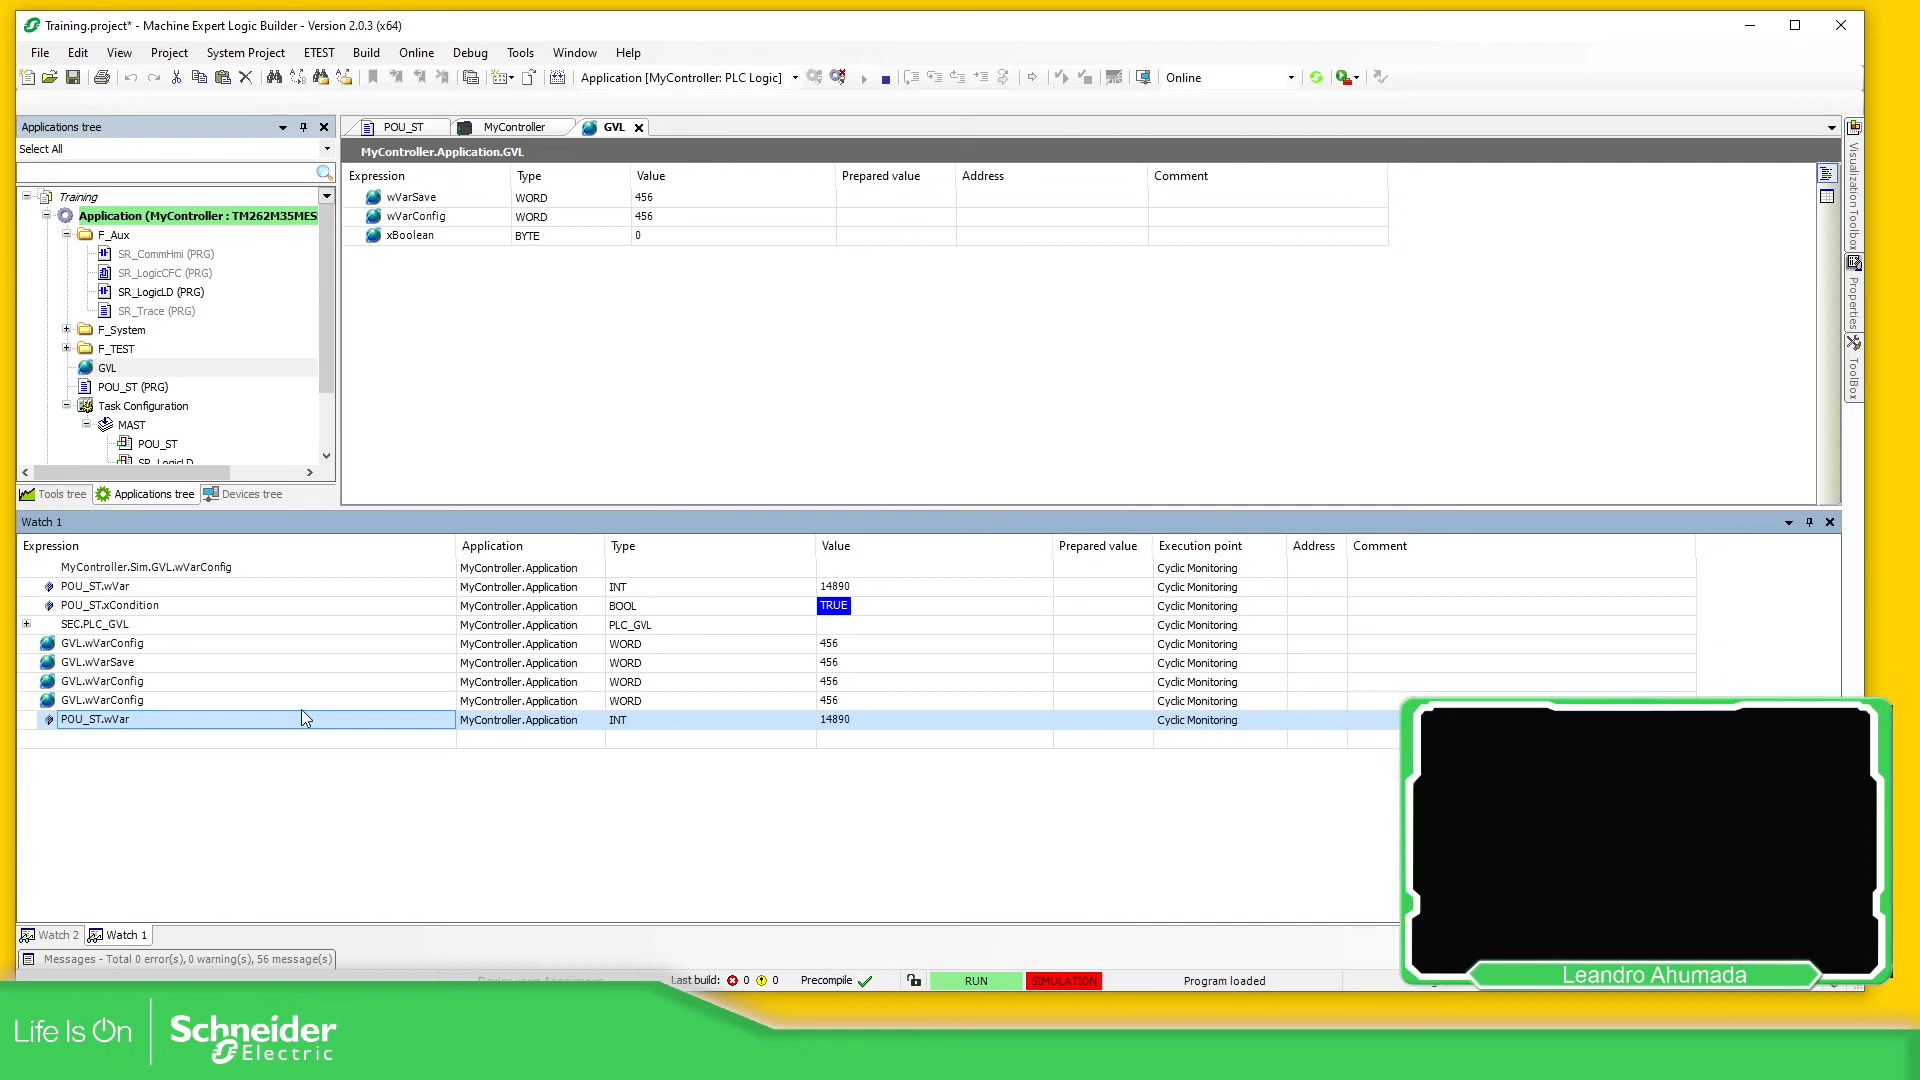 Training.project* - Machine Expert Logic Builder - Version 2.0.3 (x64)
File Edit View Project System Project ETEST Build Online Debug Tools Window Help
Application [MyController: PLC Logic] Online
Applications tree
Select All
Training
Application (MyController : TM262M35MES
F_Aux
SR_CommHmi (PRG)
SR_LogicCFC (PRG)
SR_LogicLD (PRG)
SR_Trace (PRG)
F_System
F_TEST
GVL
POU_ST (PRG)
Task Configuration
MAST
POU_ST
SR_LogicLD
Tools tree Applications tree Devices tree
POU_ST MyController GVL
MyController.Application.GVL
Expression Type Value Prepared value Address Comment
wVarSave WORD 456
wVarConfig WORD 456
xBoolean BYTE 0
Visualization Toolbox
Properties
ToolBox
Watch 1
Expression Application Type Value Prepared value Execution point Address Comment
MyController.Sim.GVL.wVarConfig MyController.Application Cyclic Monitoring
POU_ST.wVar MyController.Application INT 14890 Cyclic Monitoring
POU_ST.xCondition MyController.Application BOOL TRUE Cyclic Monitoring
SEC.PLC_GVL MyController.Application PLC_GVL Cyclic Monitoring
GVL.wVarConfig MyController.Application WORD 456 Cyclic Monitoring
GVL.wVarSave MyController.Application WORD 456 Cyclic Monitoring
GVL.wVarConfig MyController.Application WORD 456 Cyclic Monitoring
GVL.wVarConfig MyController.Application WORD 456 Cyclic Monitoring
POU_ST.wVar MyController.Application INT 14890 Cyclic Monitoring
Watch 2 Watch 1
Messages - Total 0 error(s), 0 warning(s), 56 message(s)
Last build: 0 0 Precompile RUN SIMULATION Program loaded
Leandro Ahumada
Life Is On Schneider Electric